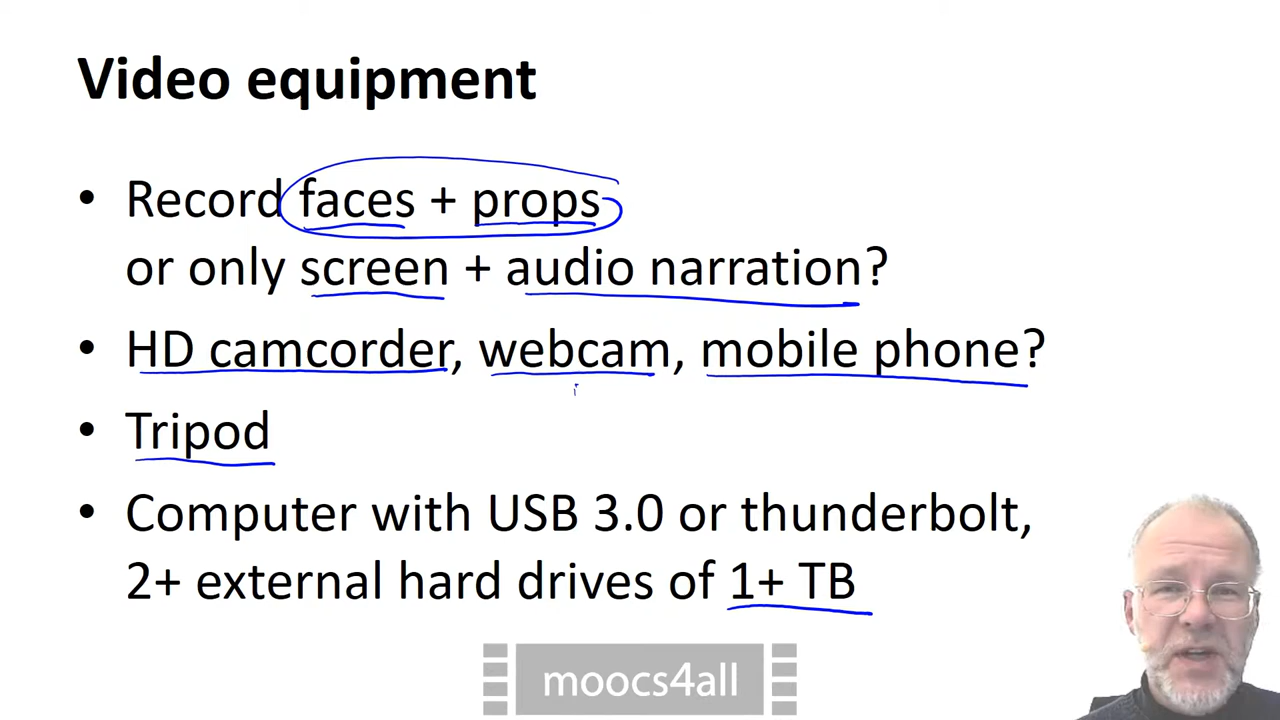 Video equipment
• Record faces + props
or only screen + audio narration?
• HD camcorder, webcam, mobile phone?
• Tripod
• Computer with USB 3.0 or thunderbolt,
2+ external hard drives of 1+ TB
moocs4all